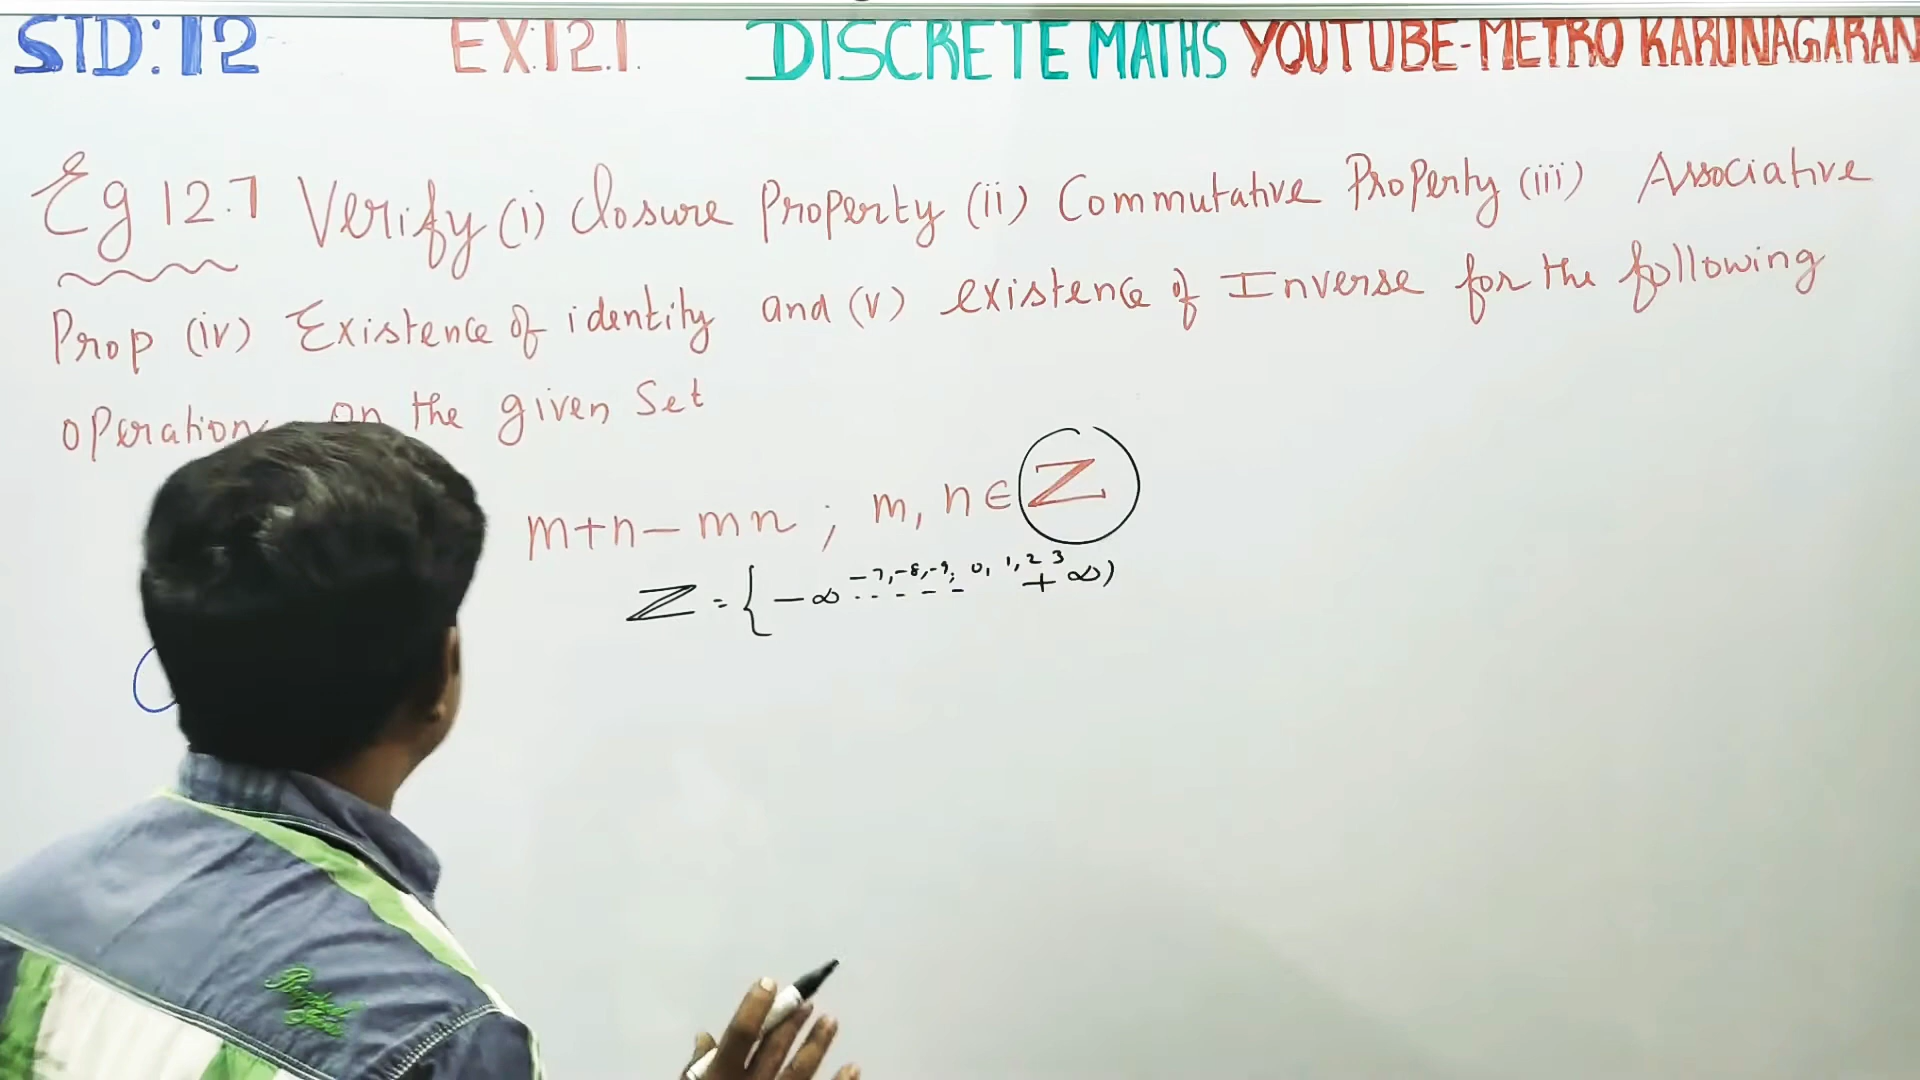 STD:12 EX:12.1. DISCRETE MATHS YOUTUBE-METRO KARUNAGARAN
Eg 12.7 Verify (i) Closure Property (ii) Commutative Property (iii) Associative
Prop (iv) Existence of identity and (v) existence of Inverse for the following
operation on the given Set
m+n-mn ; m, n ∈ Z
-7,-8,-9; 0, 1, 2 3
Z = { -∞ ...... +∞)